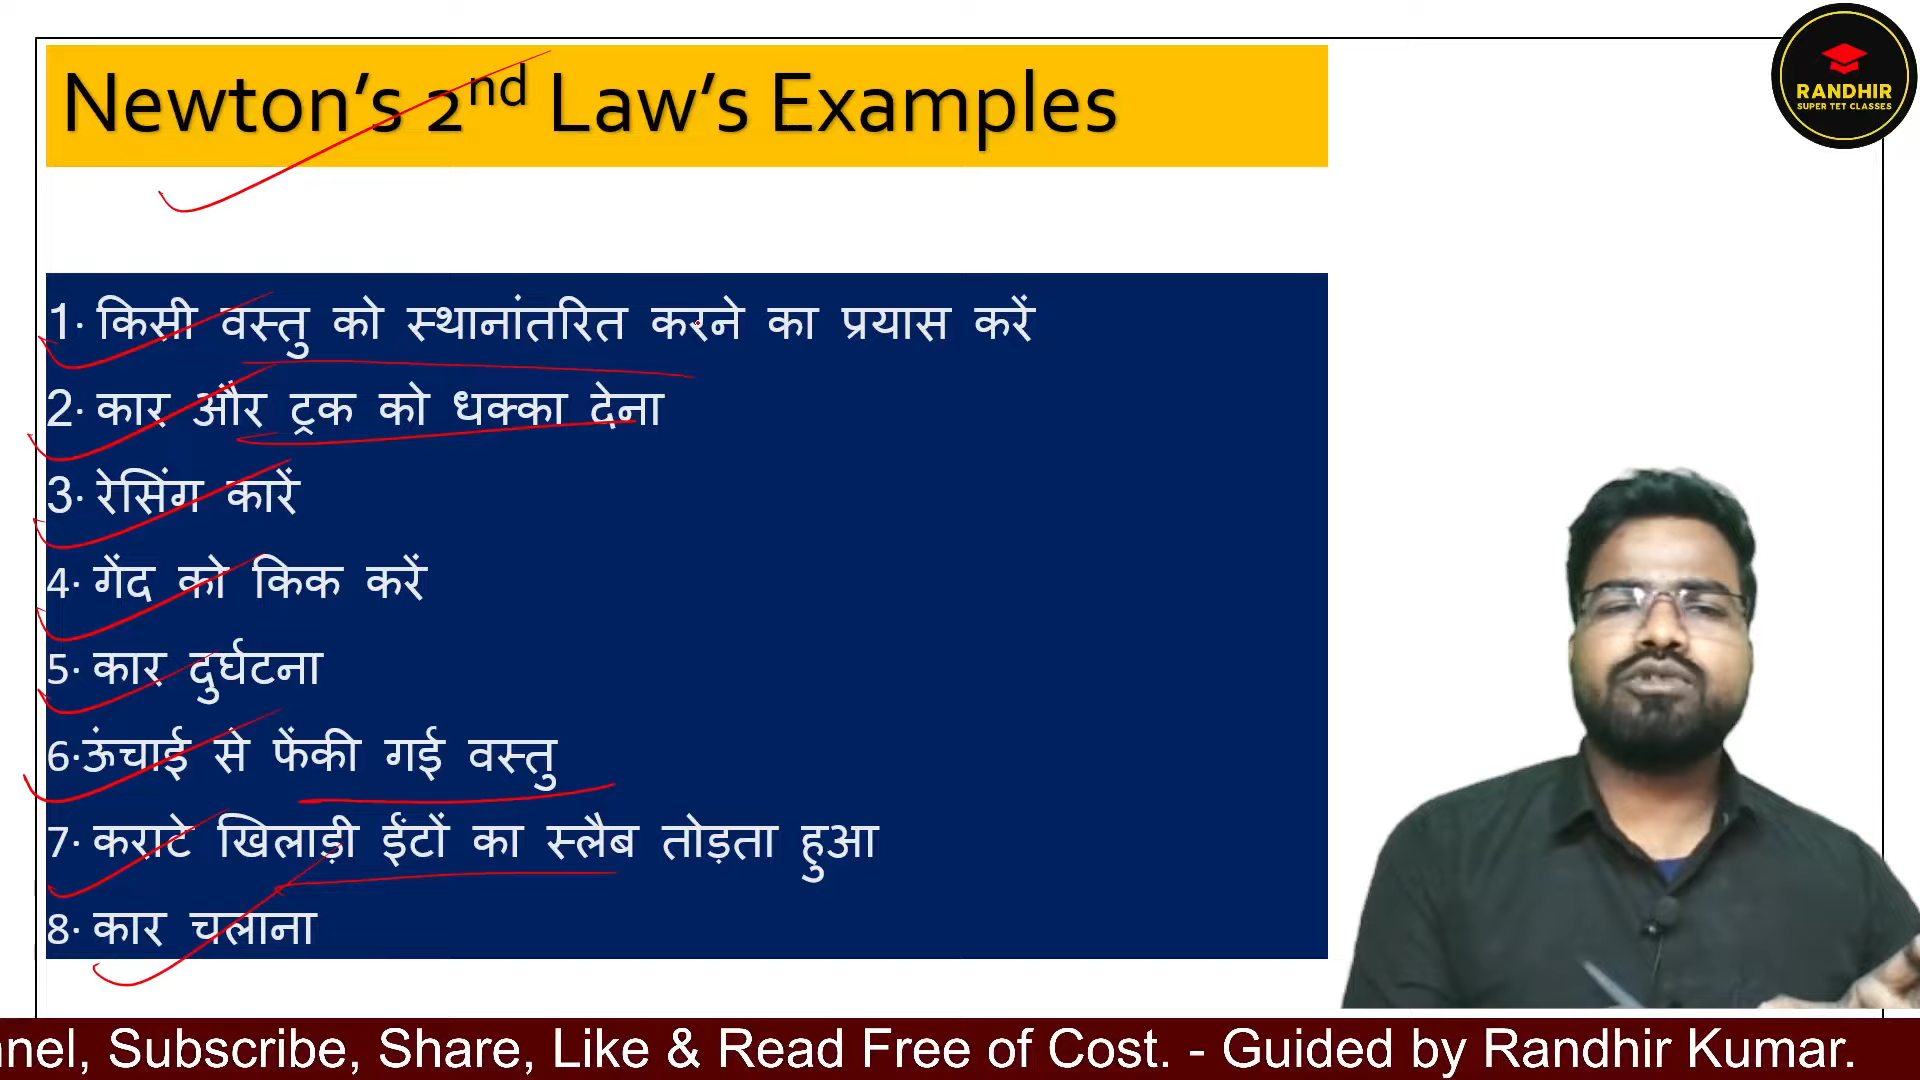 Newton's 2nd Law's Examples
RANDHIR
SUPER TET CLASSES
1· किसी वस्तु को स्थानांतरित करने का प्रयास करें
2· कार और ट्रक को धक्का देना
3· रेसिंग कारें
4· गेंद को किक करें
5· कार दुर्घटना
6·ऊंचाई से फेंकी गई वस्तु
7· कराटे खिलाड़ी ईंटों का स्लैब तोड़ता हुआ
8· कार चलाना
nnel, Subscribe, Share, Like & Read Free of Cost. - Guided by Randhir Kumar.